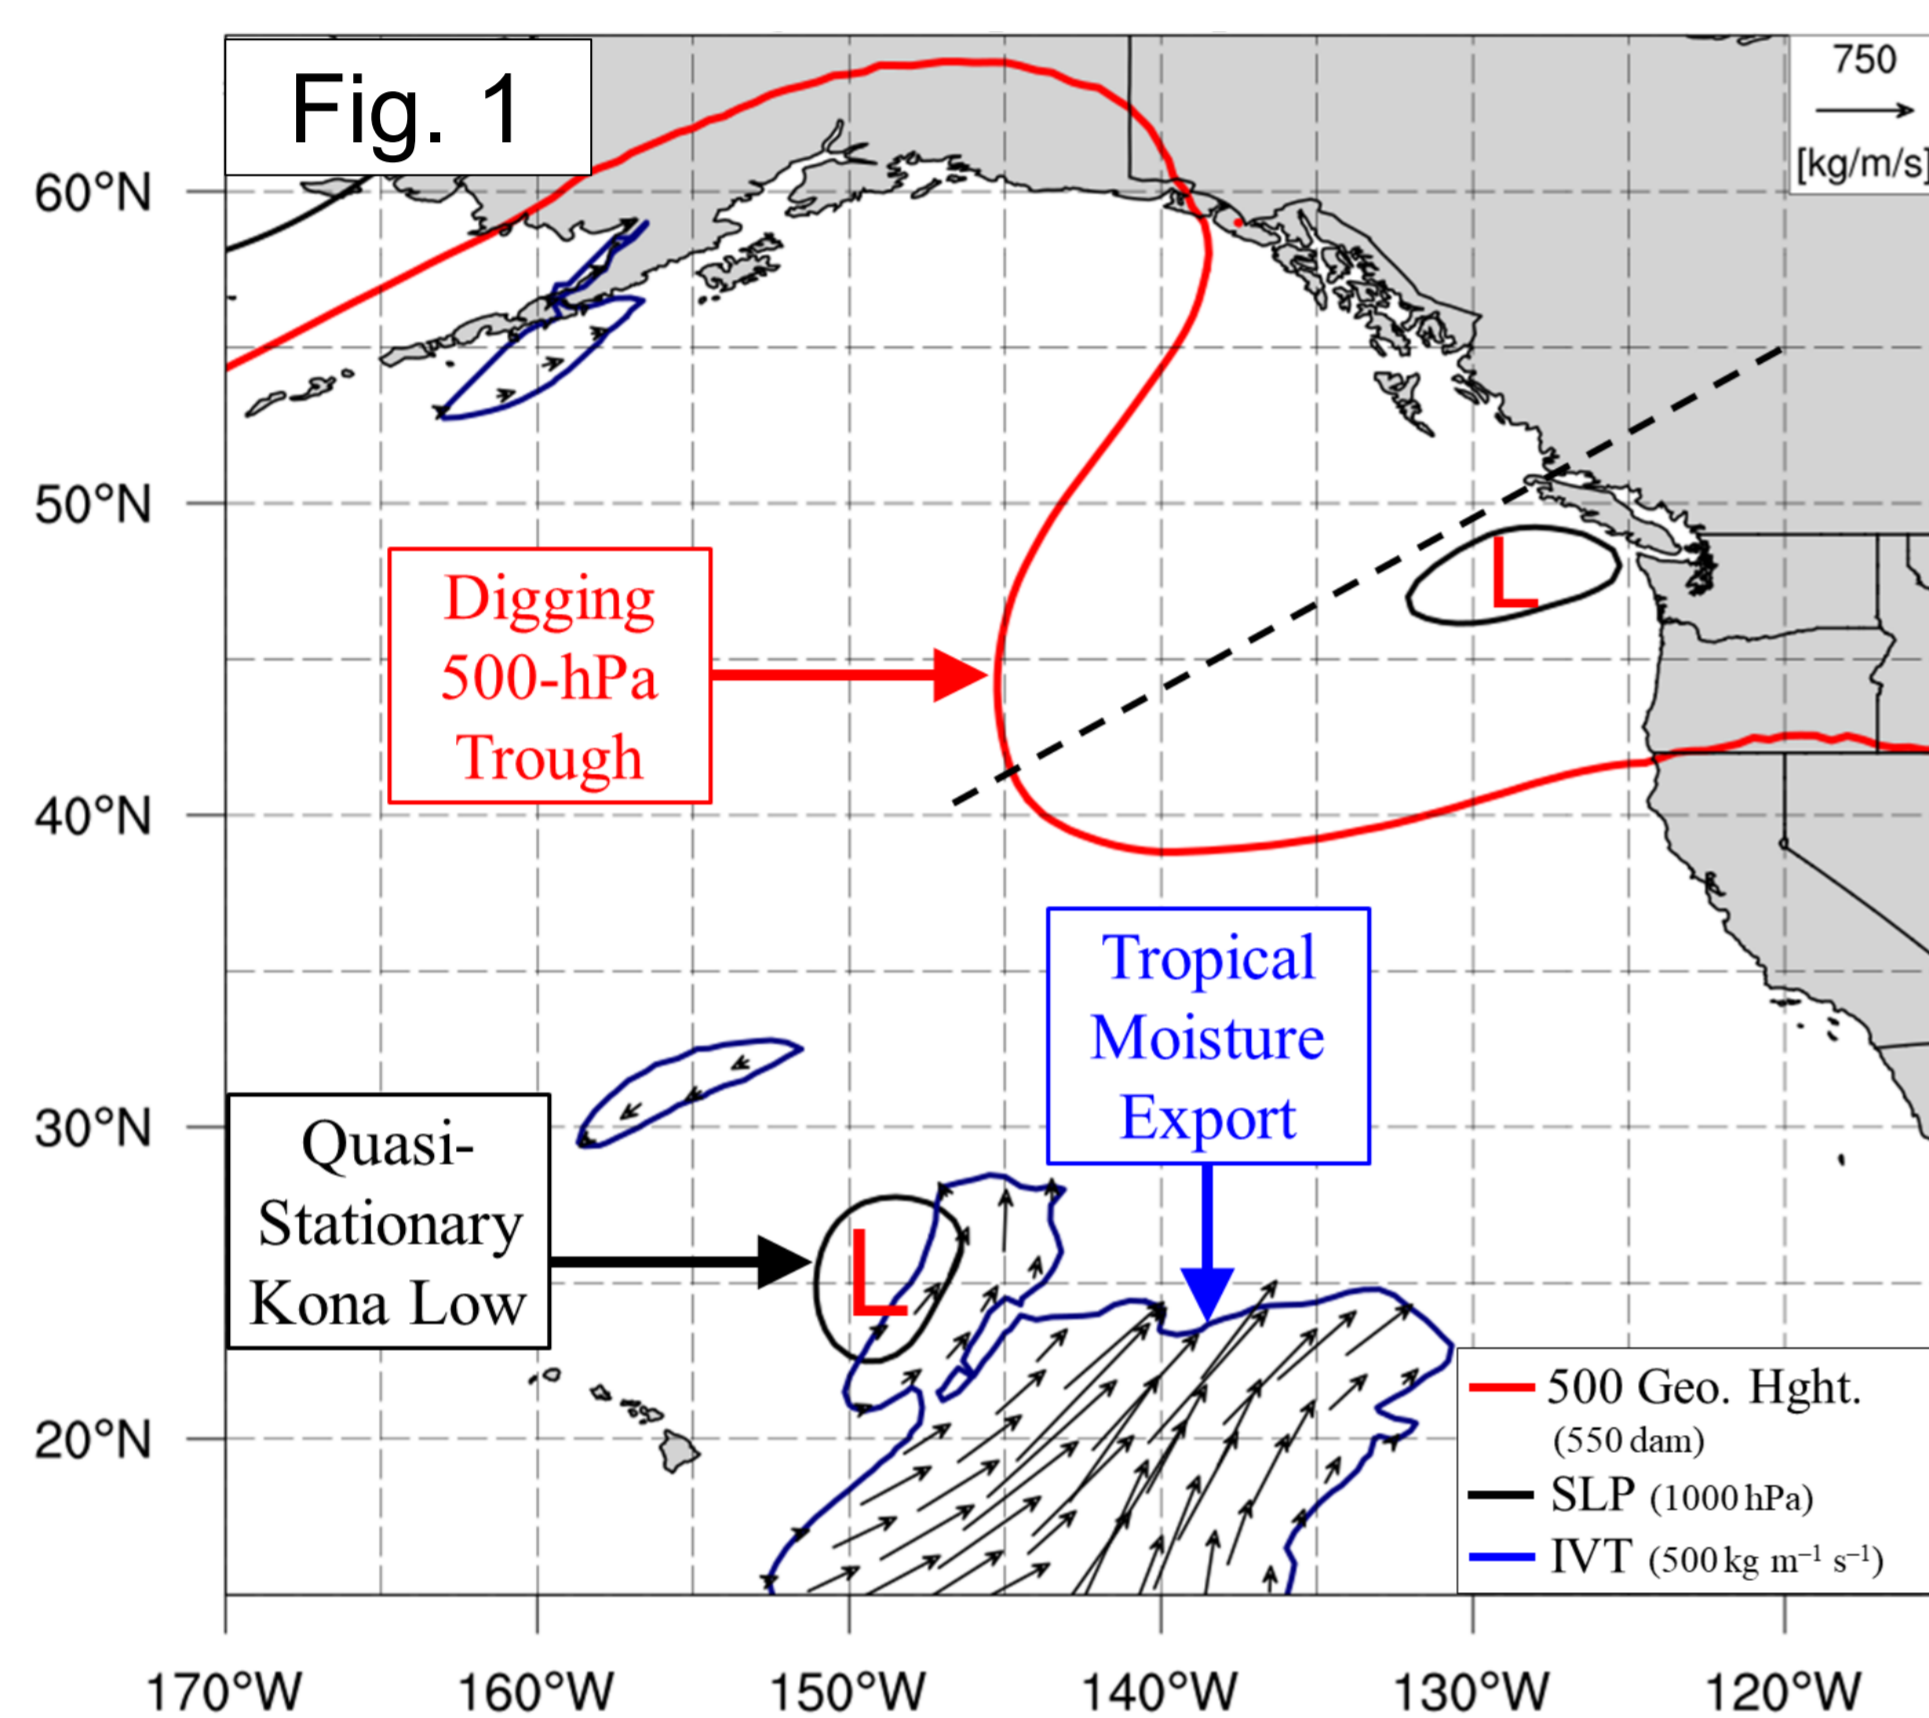 Fig. 1
750
[kg/m/s]
60°N
50°N
40°N
30°N
20°N
Digging
500-hPa
Trough
L
Tropical
Moisture
Export
Quasi-
Stationary
Kona Low
L
500 Geo. Hght.
(550 dam)
SLP (1000 hPa)
IVT (500 kg m⁻¹ s⁻¹)
170°W 160°W 150°W 140°W 130°W 120°W